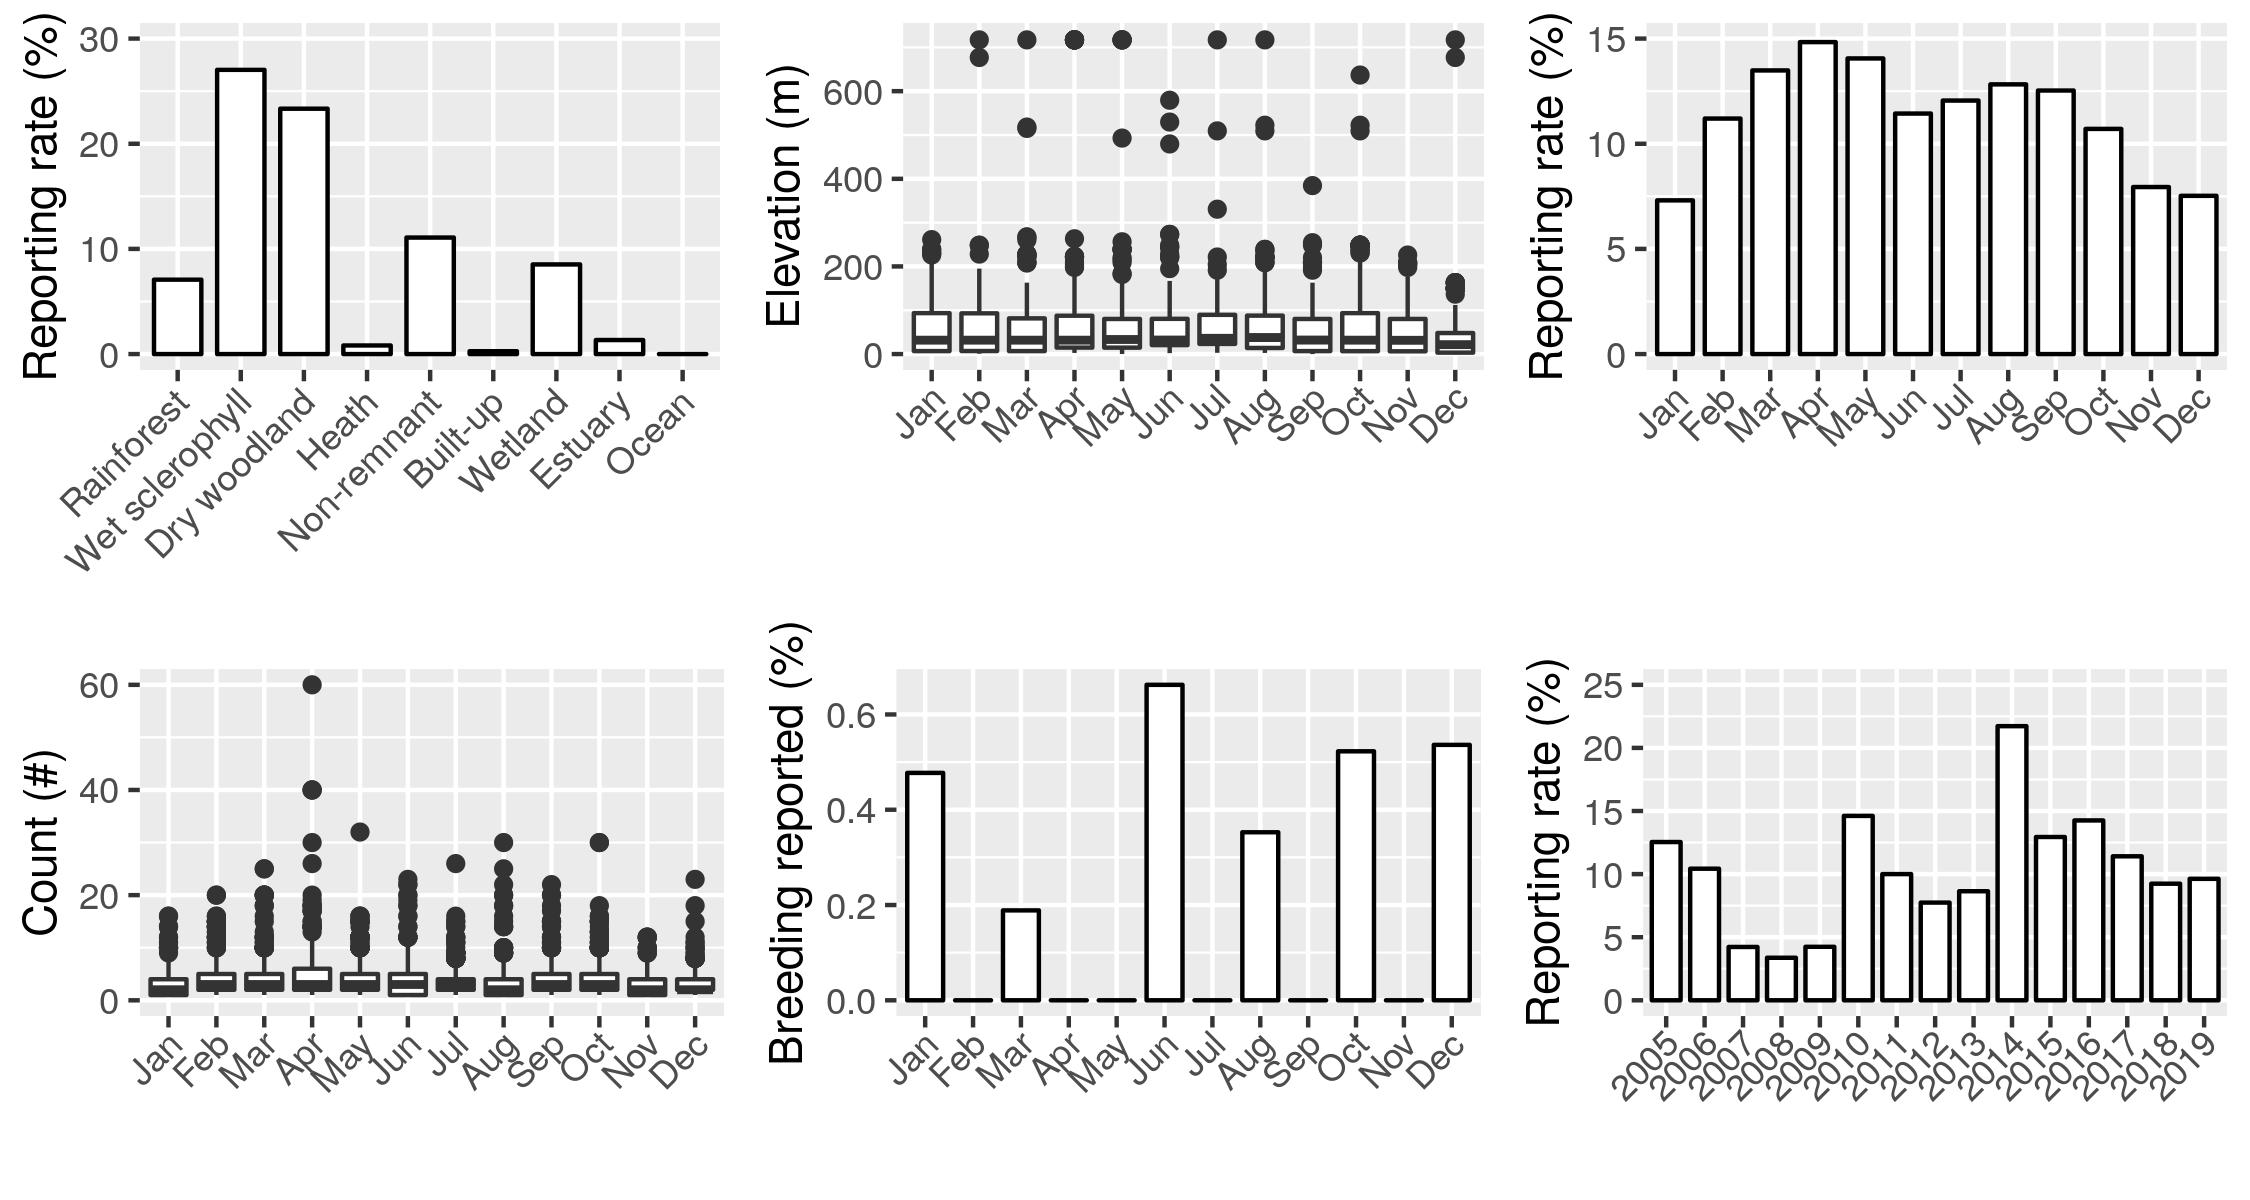 Reporting rate (%)
30
20
10
0
Rainforest
Wet sclerophyll
Dry woodland
Heath
Non-remnant
Built-up
Wetland
Estuary
Ocean
Elevation (m)
600
400
200
0
Jan
Feb
Mar
Apr
May
Jun
Jul
Aug
Sep
Oct
Nov
Dec
Reporting rate (%)
15
10
5
0
Jan
Feb
Mar
Apr
May
Jun
Jul
Aug
Sep
Oct
Nov
Dec
Count (#)
60
40
20
0
Jan
Feb
Mar
Apr
May
Jun
Jul
Aug
Sep
Oct
Nov
Dec
Breeding reported (%)
0.6
0.4
0.2
0.0
Jan
Feb
Mar
Apr
May
Jun
Jul
Aug
Sep
Oct
Nov
Dec
Reporting rate (%)
25
20
15
10
5
0
2005
2006
2007
2008
2009
2010
2011
2012
2013
2014
2015
2016
2017
2018
2019